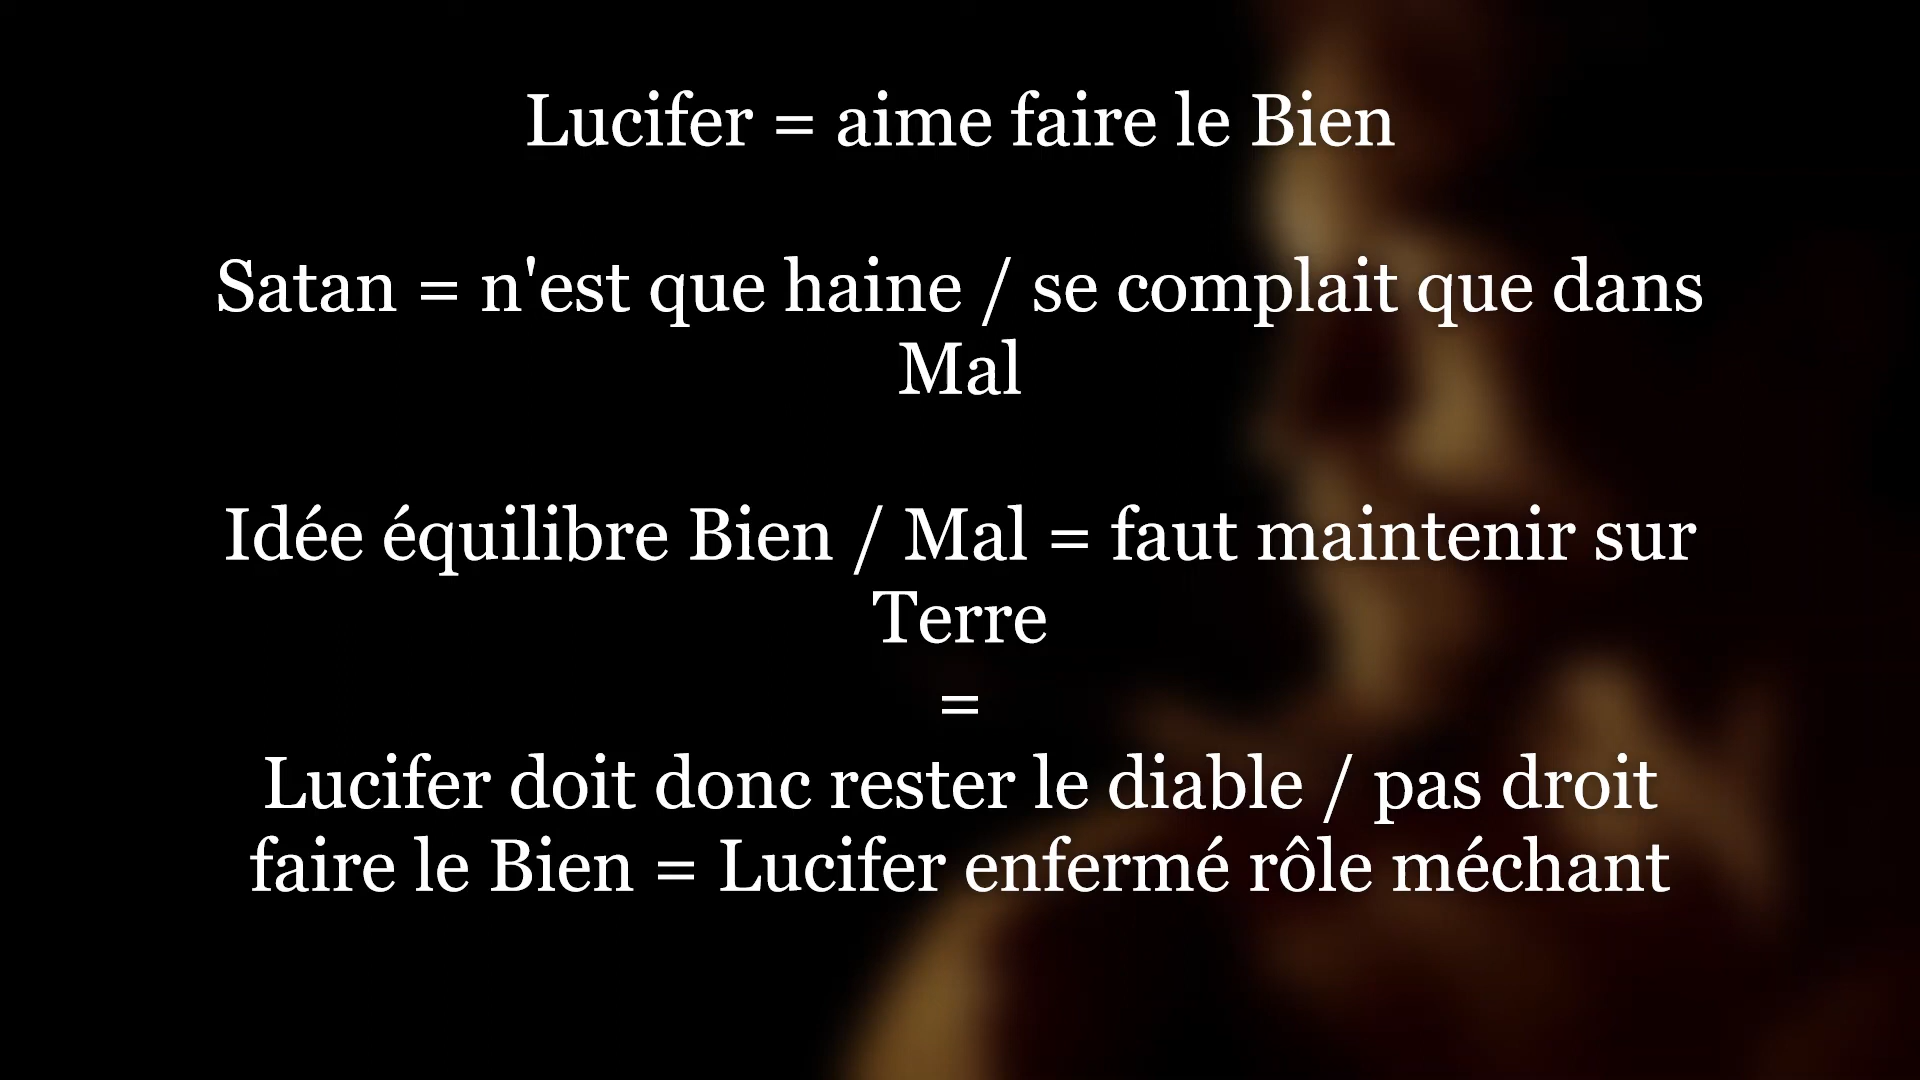 Lucifer = aime faire le Bien
Satan = n'est que haine / se complait que dans
Mal
Idée équilibre Bien / Mal = faut maintenir sur
Terre
=
Lucifer doit donc rester le diable / pas droit
faire le Bien = Lucifer enfermé rôle méchant